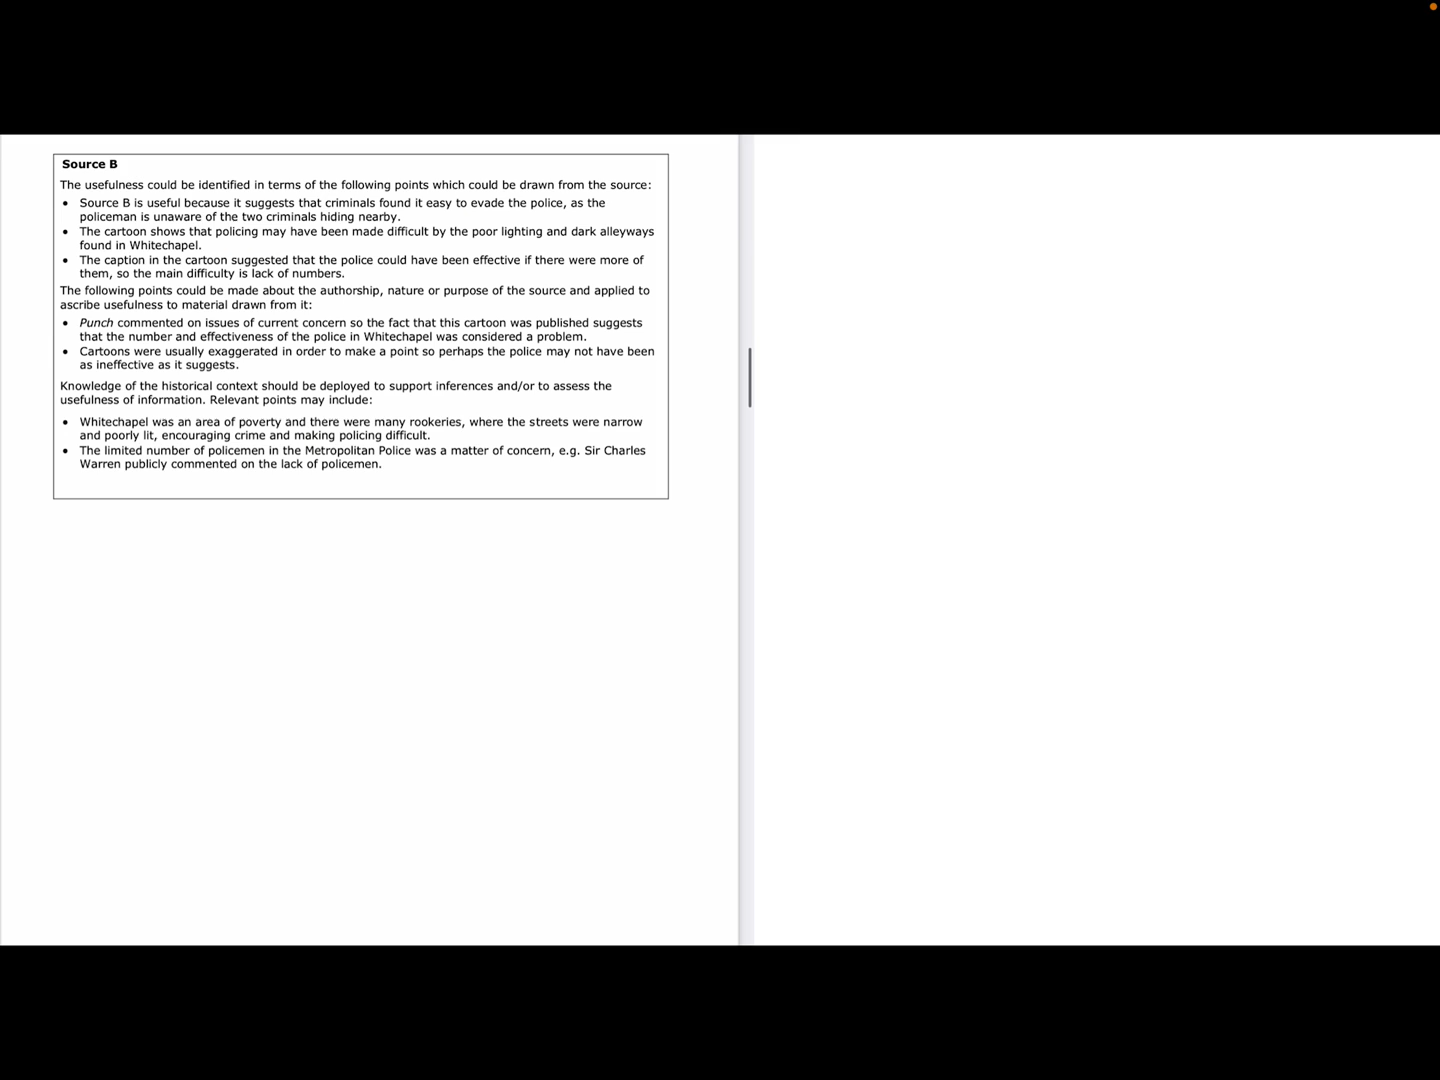 Source B
The usefulness could be identified in terms of the following points which could be drawn from the source:
• Source B is useful because it suggests that criminals found it easy to evade the police, as the
policeman is unaware of the two criminals hiding nearby.
• The cartoon shows that policing may have been made difficult by the poor lighting and dark alleyways
found in Whitechapel.
• The caption in the cartoon suggested that the police could have been effective if there were more of
them, so the main difficulty is lack of numbers.
The following points could be made about the authorship, nature or purpose of the source and applied to
ascribe usefulness to material drawn from it:
• Punch commented on issues of current concern so the fact that this cartoon was published suggests
that the number and effectiveness of the police in Whitechapel was considered a problem.
• Cartoons were usually exaggerated in order to make a point so perhaps the police may not have been
as ineffective as it suggests.
Knowledge of the historical context should be deployed to support inferences and/or to assess the
usefulness of information. Relevant points may include:
• Whitechapel was an area of poverty and there were many rookeries, where the streets were narrow
and poorly lit, encouraging crime and making policing difficult.
• The limited number of policemen in the Metropolitan Police was a matter of concern, e.g. Sir Charles
Warren publicly commented on the lack of policemen.